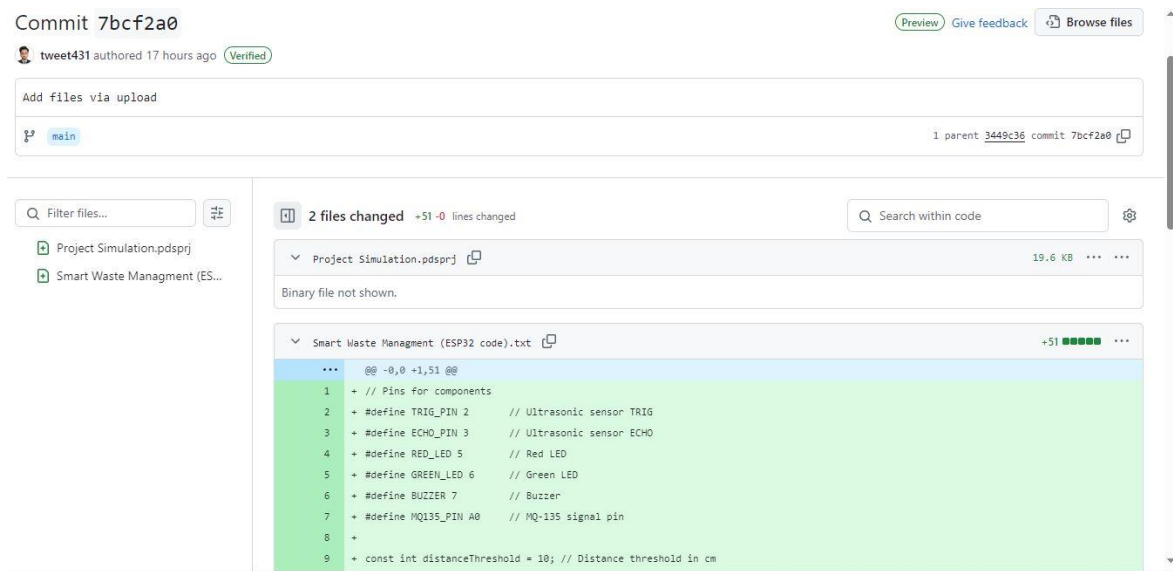 Commit 7bcf2a0
Preview Give feedback Browse files
tweet431 authored 17 hours ago Verified
Add files via upload
main
1 parent 3449c36 commit 7bcf2a0
Filter files...
Project Simulation.pdsprj
Smart Waste Managment (ES...
2 files changed +51 -0 lines changed
Search within code
Project Simulation.pdsprj
19.6 KB
Binary file not shown.
Smart Waste Managment (ESP32 code).txt
+51
@@ -0,0 +1,51 @@
1 + // Pins for components
2 + #define TRIG_PIN 2 // Ultrasonic sensor TRIG
3 + #define ECHO_PIN 3 // Ultrasonic sensor ECHO
4 + #define RED_LED 5 // Red LED
5 + #define GREEN_LED 6 // Green LED
6 + #define BUZZER 7 // Buzzer
7 + #define MQ135_PIN A0 // MQ-135 signal pin
8 +
9 + const int distanceThreshold = 10; // Distance threshold in cm